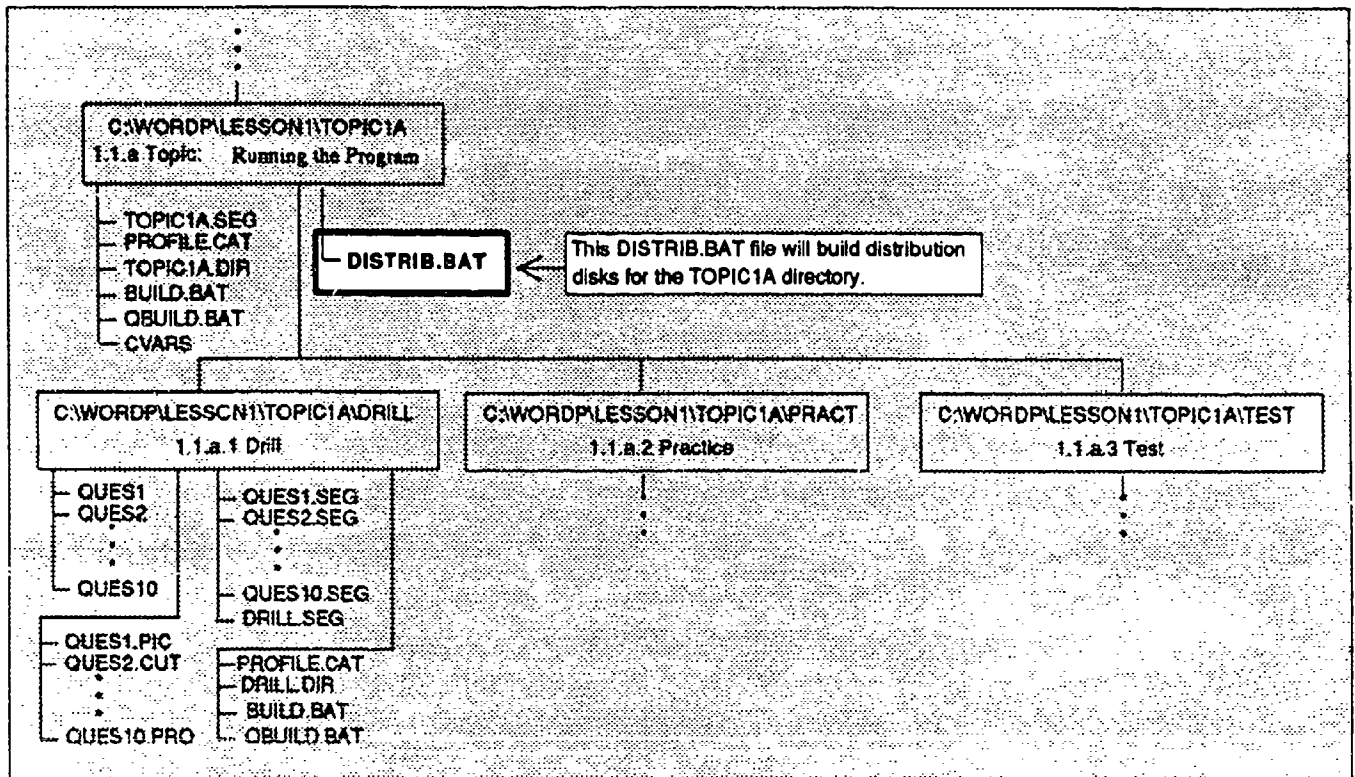 C:\WORDP\LESSON1\TOPIC1A
1.1.a Topic: Running the Program
TOPIC1A.SEG
PROFILE.CAT
TOPIC1A.DIR
BUILD.BAT
QBUILD.BAT
CVARS
DISTRIB.BAT
This DISTRIB.BAT file will build distribution
disks for the TOPIC1A directory.
C:\WORDP\LESSON1\TOPIC1A\DRILL
1.1.a.1 Drill
C:\WORDP\LESSON1\TOPIC1A\PRACT
1.1.a.2 Practice
C:\WORDP\LESSON1\TOPIC1A\TEST
1.1.a.3 Test
QUES1
QUES2
QUES10
QUES1.SEG
QUES2.SEG
QUES10.SEG
DRILL.SEG
QUES1.PIC
QUES2.CUT
QUES10.PRO
PROFILE.CAT
DRILL.DIR
BUILD.BAT
QBUILD.BAT